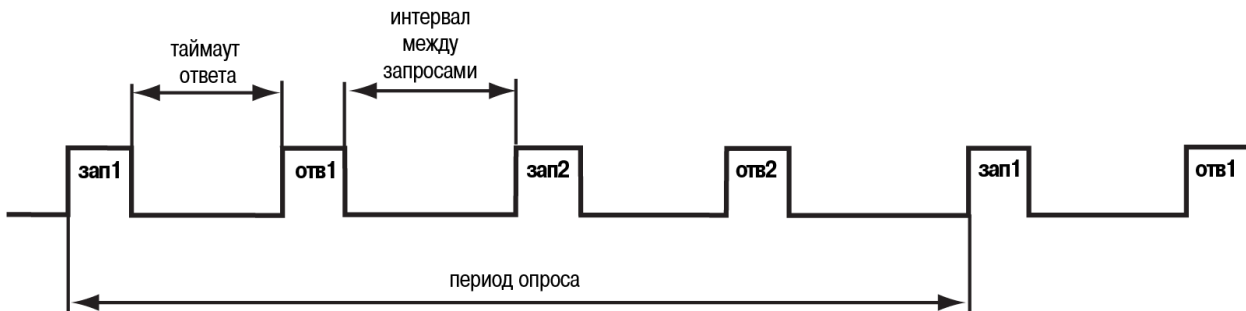 таймаут
ответа
интервал
между
запросами
зап1
отв1
зап2
отв2
зап1
отв1
период опроса